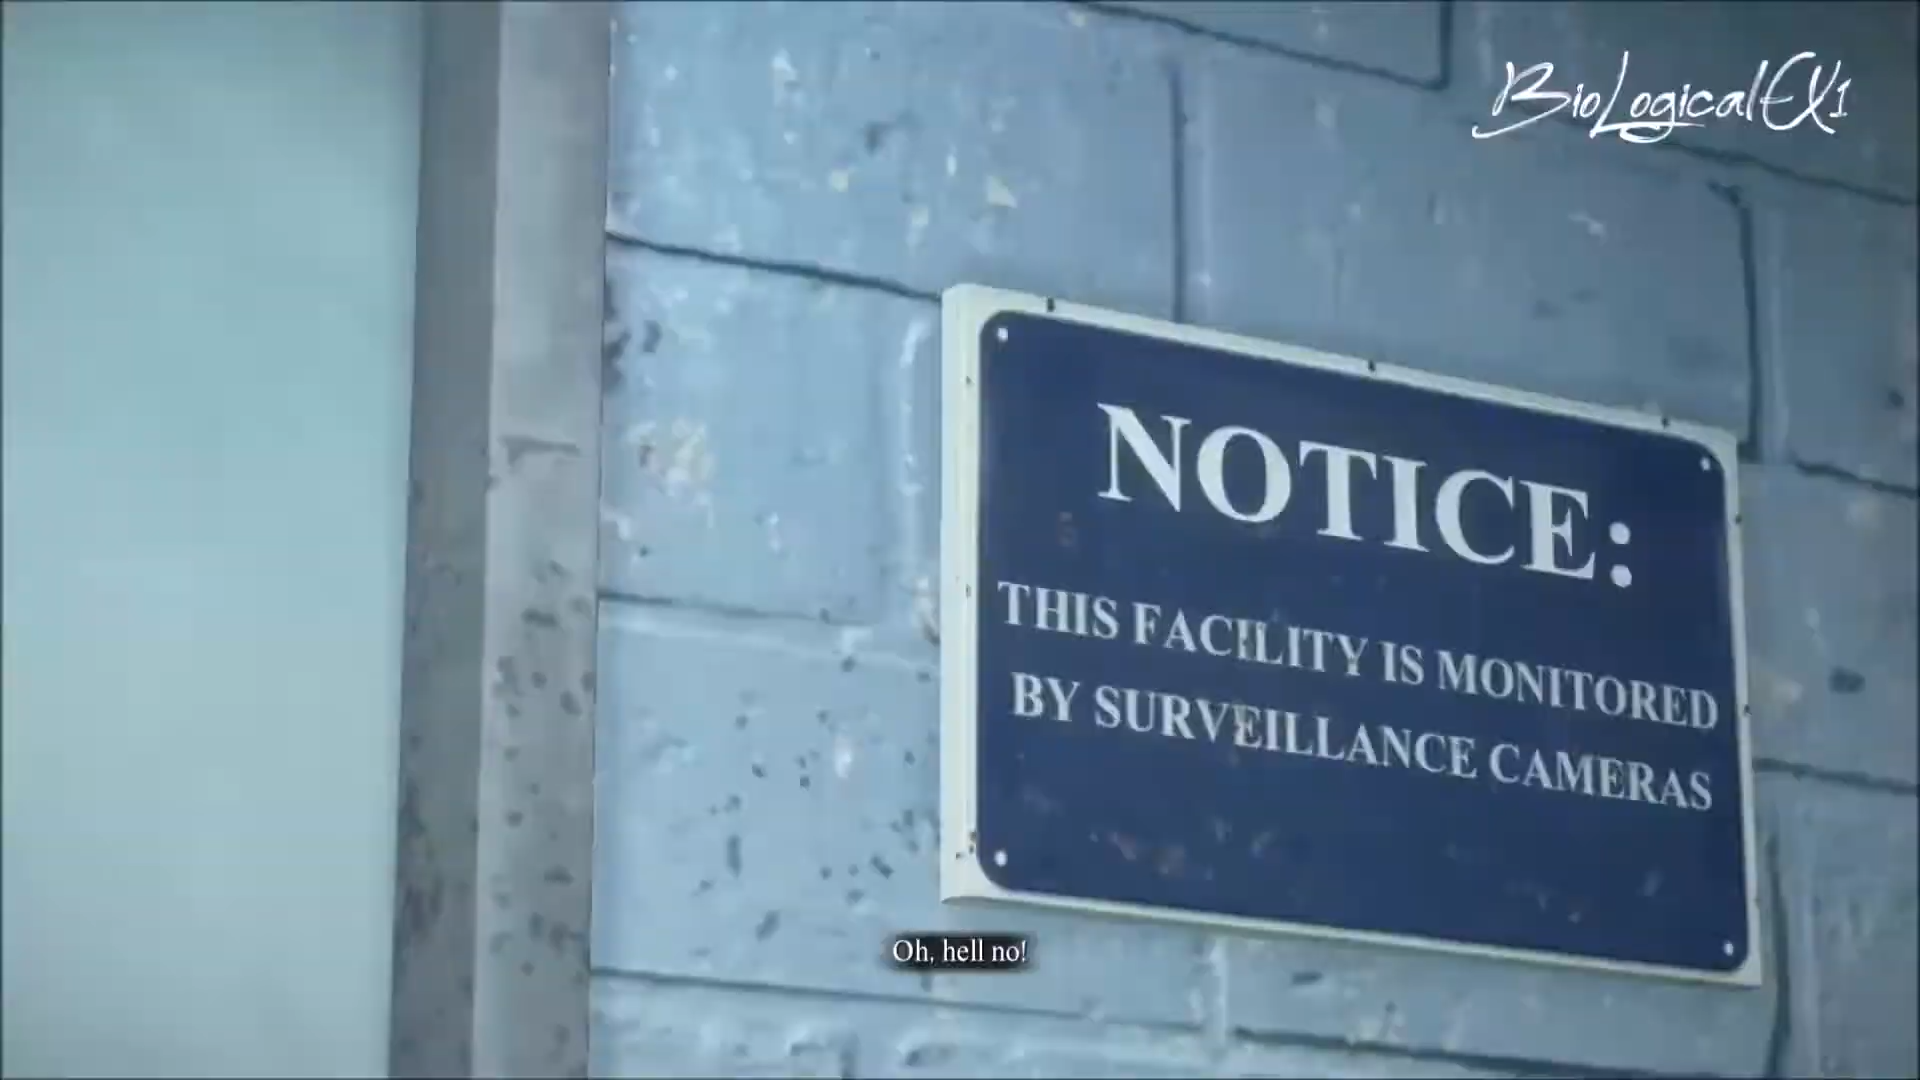 BioLogicalEX1
NOTICE:
THIS FACILITY IS MONITORED
BY SURVEILLANCE CAMERAS
Oh, hell no!